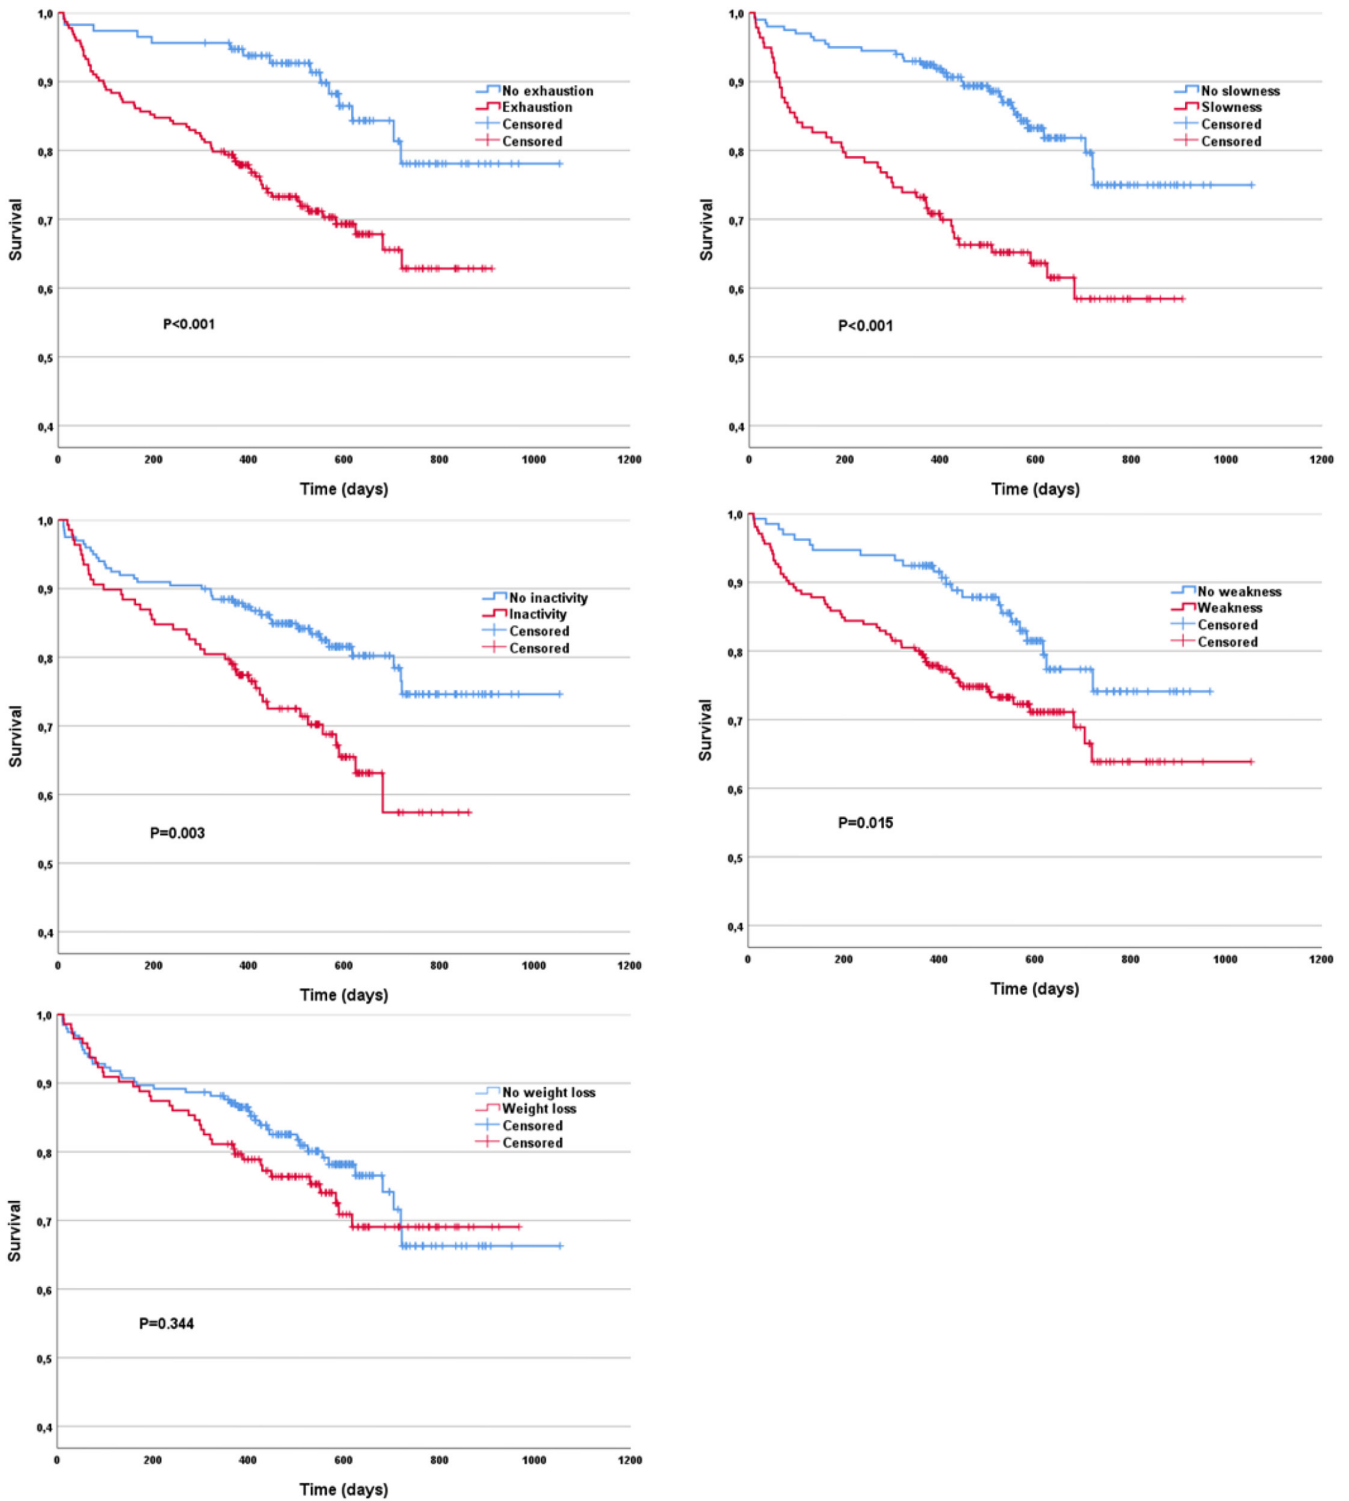 1,0
0,9
0,8
0,7
0,6
0,5
0,4
Survival
No exhaustion
Exhaustion
Censored
Censored
P<0.001
0 200 400 600 800 1000 1200
Time (days)
1,0
0,9
0,8
0,7
0,6
0,5
0,4
Survival
No slowness
Slowness
Censored
Censored
P<0.001
0 200 400 600 800 1000 1200
Time (days)
1,0
0,9
0,8
0,7
0,6
0,5
0,4
Survival
No inactivity
Inactivity
Censored
Censored
P=0.003
0 200 400 600 800 1000 1200
Time (days)
1,0
0,9
0,8
0,7
0,6
0,5
0,4
Survival
No weakness
Weakness
Censored
Censored
P=0.015
0 200 400 600 800 1000 1200
Time (days)
1,0
0,9
0,8
0,7
0,6
0,5
0,4
Survival
No weight loss
Weight loss
Censored
Censored
P=0.344
0 200 400 600 800 1000 1200
Time (days)